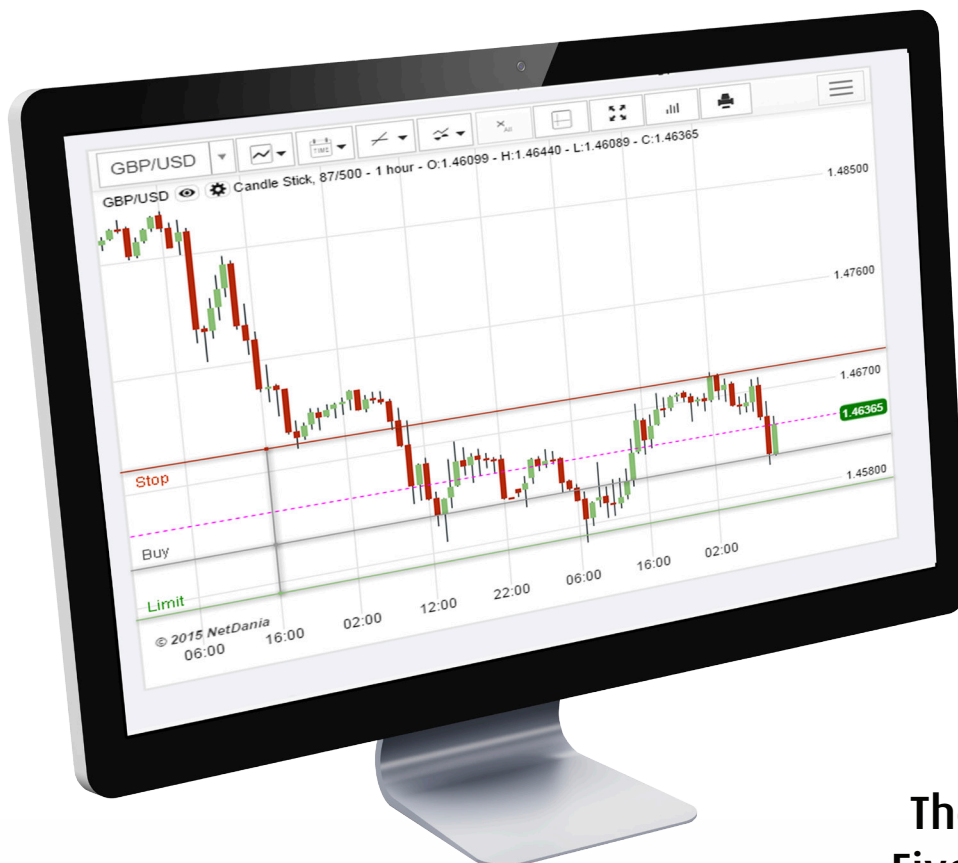 GBP/USD
TIME
All
GBP/USD Candle Stick, 87/500 - 1 hour - O:1.46099 - H:1.46440 - L:1.46089 - C:1.46365
1.48500
1.47600
1.46700
1.46365
1.45800
Stop
Buy
Limit
© 2015 NetDania
06:00 16:00 02:00 12:00 22:00 06:00 16:00 02:00